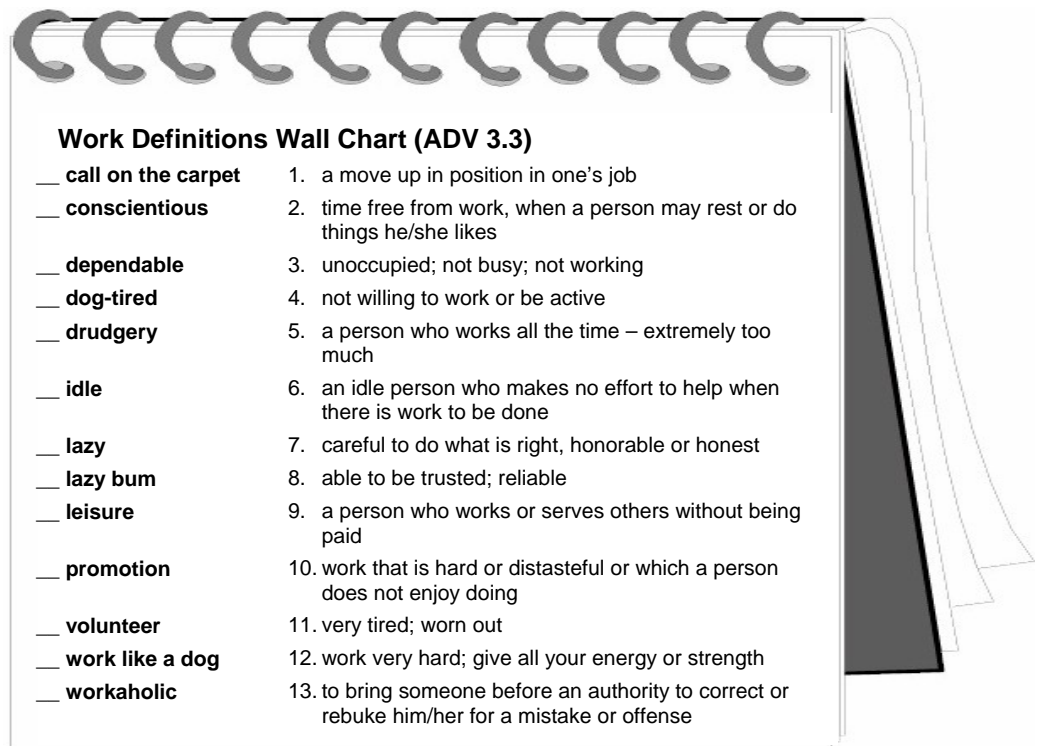 Work Definitions Wall Chart (ADV 3.3)
__ call on the carpet 1. a move up in position in one's job
__ conscientious 2. time free from work, when a person may rest or do
things he/she likes
__ dependable 3. unoccupied; not busy; not working
__ dog-tired 4. not willing to work or be active
__ drudgery 5. a person who works all the time – extremely too
much
__ idle 6. an idle person who makes no effort to help when
there is work to be done
__ lazy 7. careful to do what is right, honorable or honest
__ lazy bum 8. able to be trusted; reliable
__ leisure 9. a person who works or serves others without being
paid
__ promotion 10. work that is hard or distasteful or which a person
does not enjoy doing
__ volunteer 11. very tired; worn out
__ work like a dog 12. work very hard; give all your energy or strength
__ workaholic 13. to bring someone before an authority to correct or
rebuke him/her for a mistake or offense